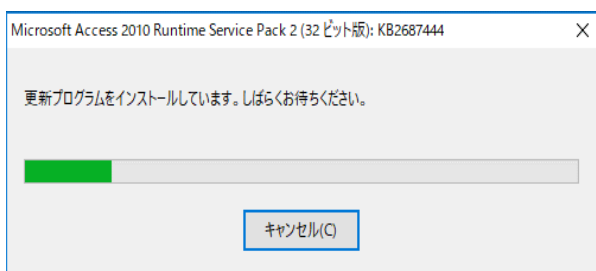 Microsoft Access 2010 Runtime Service Pack 2 (32 ビット版): KB2687444
更新プログラムをインストールしています。しばらくお待ちください。
キャンセル(C)